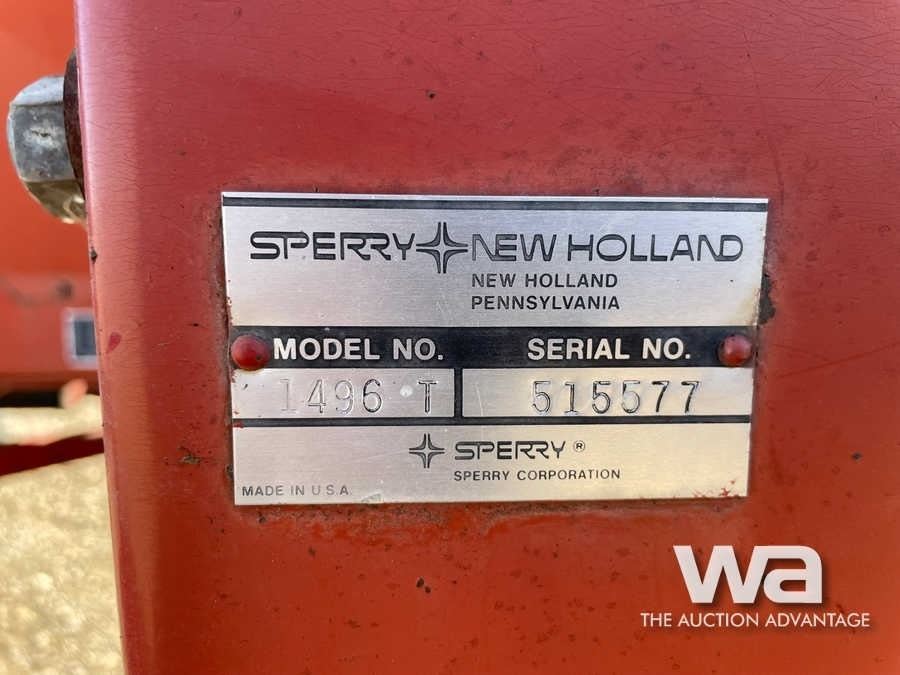 SPERRY NEW HOLLAND
NEW HOLLAND
PENNSYLVANIA
MODEL NO. SERIAL NO.
1496 T 515577
SPERRY ®
SPERRY CORPORATION
MADE IN U.S.A.
wa
THE AUCTION ADVANTAGE